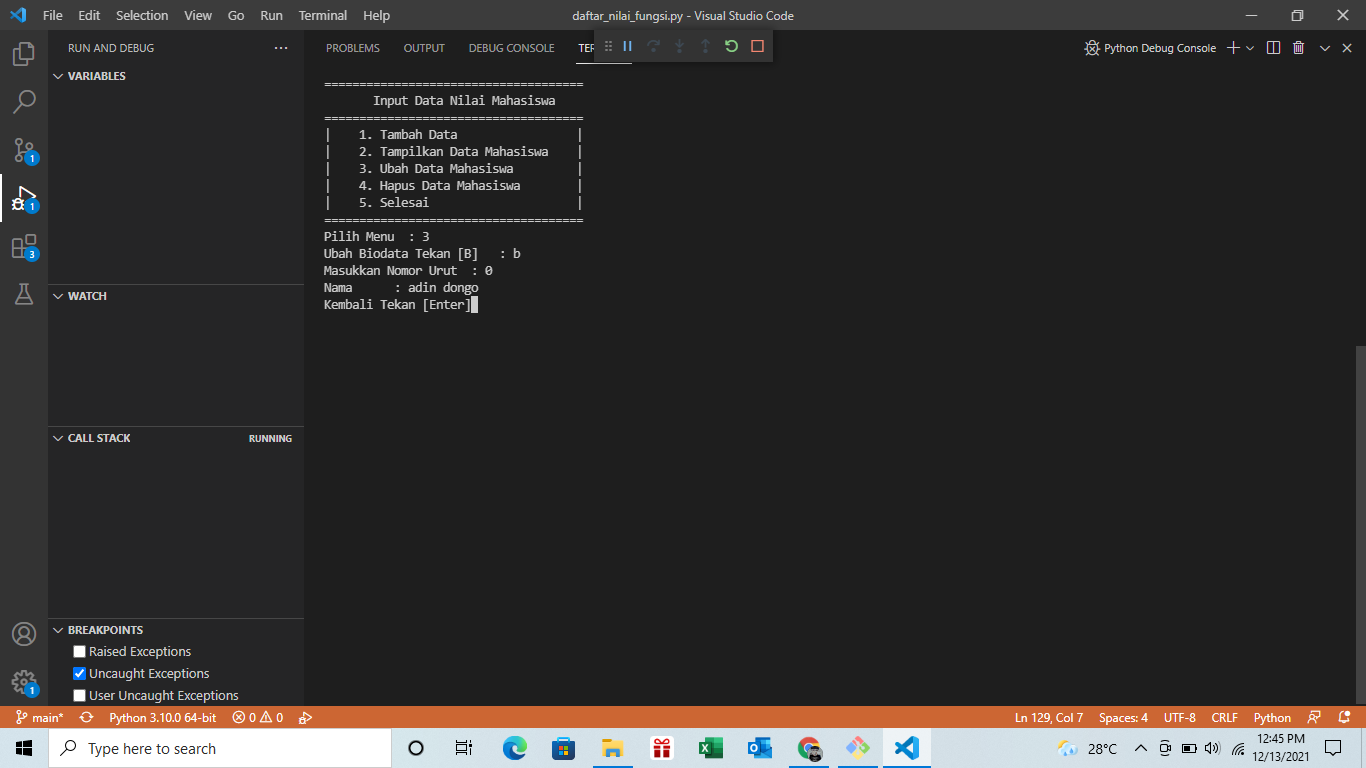 File Edit Selection View Go Run Terminal Help
daftar_nilai_fungsi.py - Visual Studio Code
RUN AND DEBUG
PROBLEMS OUTPUT DEBUG CONSOLE TER
Python Debug Console
VARIABLES
WATCH
CALL STACK
RUNNING
BREAKPOINTS
Raised Exceptions
Uncaught Exceptions
User Uncaught Exceptions
1
1
3
1
=====================================
Input Data Nilai Mahasiswa
=====================================
| 1. Tambah Data |
| 2. Tampilkan Data Mahasiswa |
| 3. Ubah Data Mahasiswa |
| 4. Hapus Data Mahasiswa |
| 5. Selesai |
=====================================
Pilih Menu : 3
Ubah Biodata Tekan [B] : b
Masukkan Nomor Urut : 0
Nama : adin dongo
Kembali Tekan [Enter]
main* Python 3.10.0 64-bit 0 0
Ln 129, Col 7 Spaces: 4 UTF-8 CRLF Python
Type here to search
28°C
12:45 PM
12/13/2021